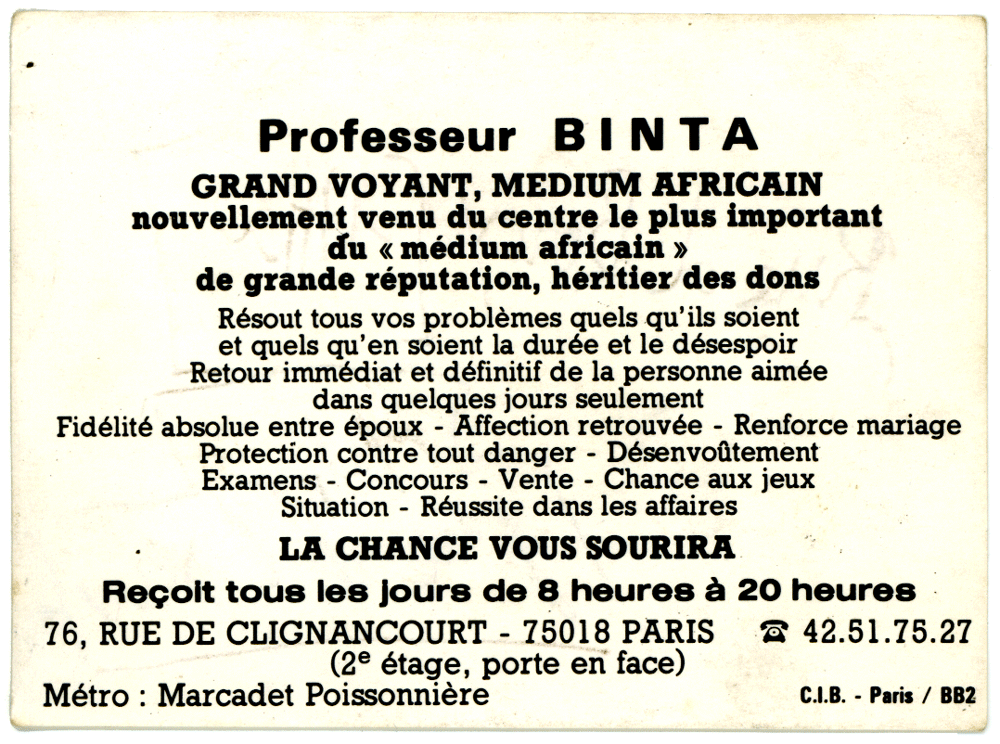 Professeur BINTA
GRAND VOYANT, MEDIUM AFRICAIN
nouvellement venu du centre le plus important
du « médium africain »
de grande réputation, héritier des dons
Résout tous vos problèmes quels qu'ils soient
et quels qu'en soient la durée et le désespoir
Retour immédiat et définitif de la personne aimée
dans quelques jours seulement
Fidélité absolue entre époux - Affection retrouvée - Renforce mariage
Protection contre tout danger - Désenvoûtement
Examens - Concours - Vente - Chance aux jeux
Situation - Réussite dans les affaires
LA CHANCE VOUS SOURIRA
Reçoit tous les jours de 8 heures à 20 heures
76, RUE DE CLIGNANCOURT - 75018 PARIS ☎ 42.51.75.27
(2e étage, porte en face)
Métro : Marcadet Poissonnière C.I.B. - Paris / BB2